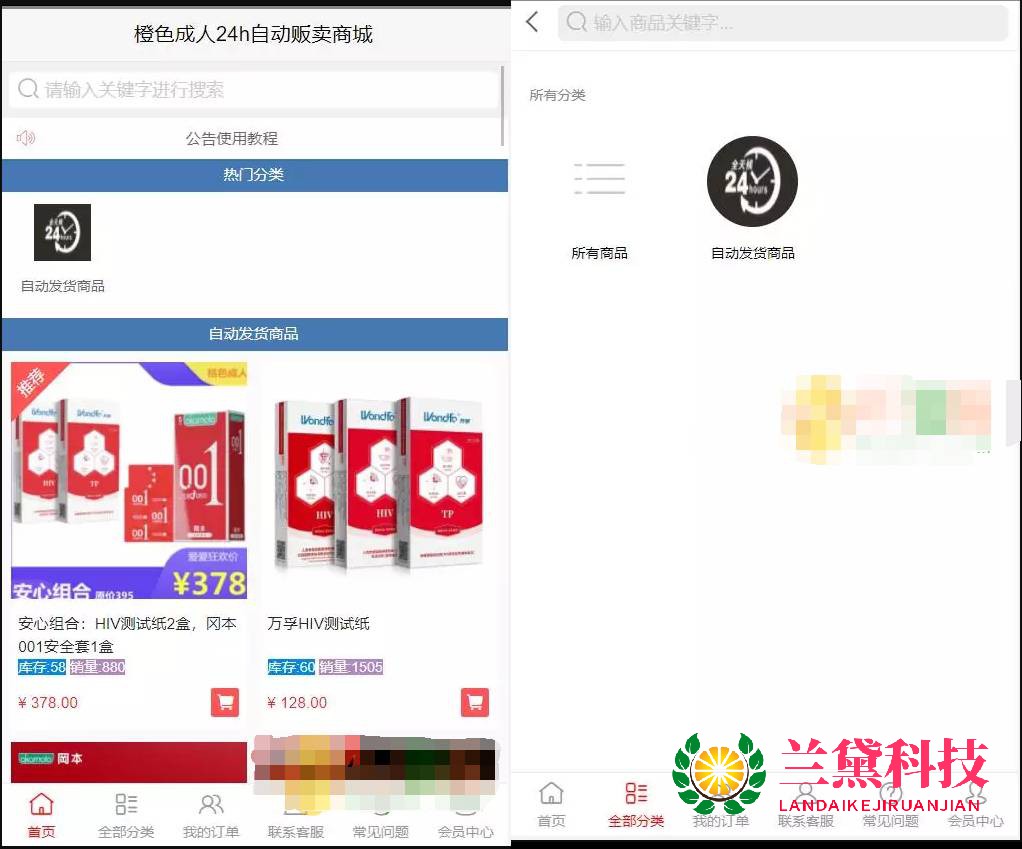 橙色成人24h自动贩卖商城
请输入关键字进行搜索
公告使用教程
热门分类
全天候
24 hours
自动发货商品
自动发货商品
推荐
橙色成人
Wondfo
Wondfo
HIV
TP
okamoto
001
001
001
001
冈本
爱爱狂欢价
安心组合 原价395
¥378
Wondfo
Wondfo
Wondfo 万孚
HIV
HIV
TP
安心组合：HIV测试纸2盒，冈本
001安全套1盒
库存:58 销量:880
¥ 378.00
万孚HIV测试纸
库存:60 销量:1505
¥ 128.00
okamoto 冈本
首页
全部分类
我的订单
联系客服
常见问题
会员中心
输入商品关键字...
所有分类
全天候
24 hours
所有商品
自动发货商品
首页
全部分类
我的订单
联系客服
常见问题
会员中心
兰黛科技
LANDAIKEJIRUANJIAN